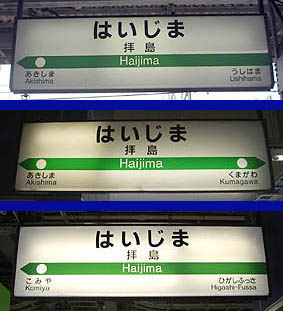 はいじま
拝島
Haijima
あきしま うしはま
Akishima Ushihama
はいじま
拝島
Haijima
あきしま くまがわ
Akishima Kumagawa
はいじま
拝島
Haijima
こみや ひがしふっさ
Komiya Higashi-Fussa